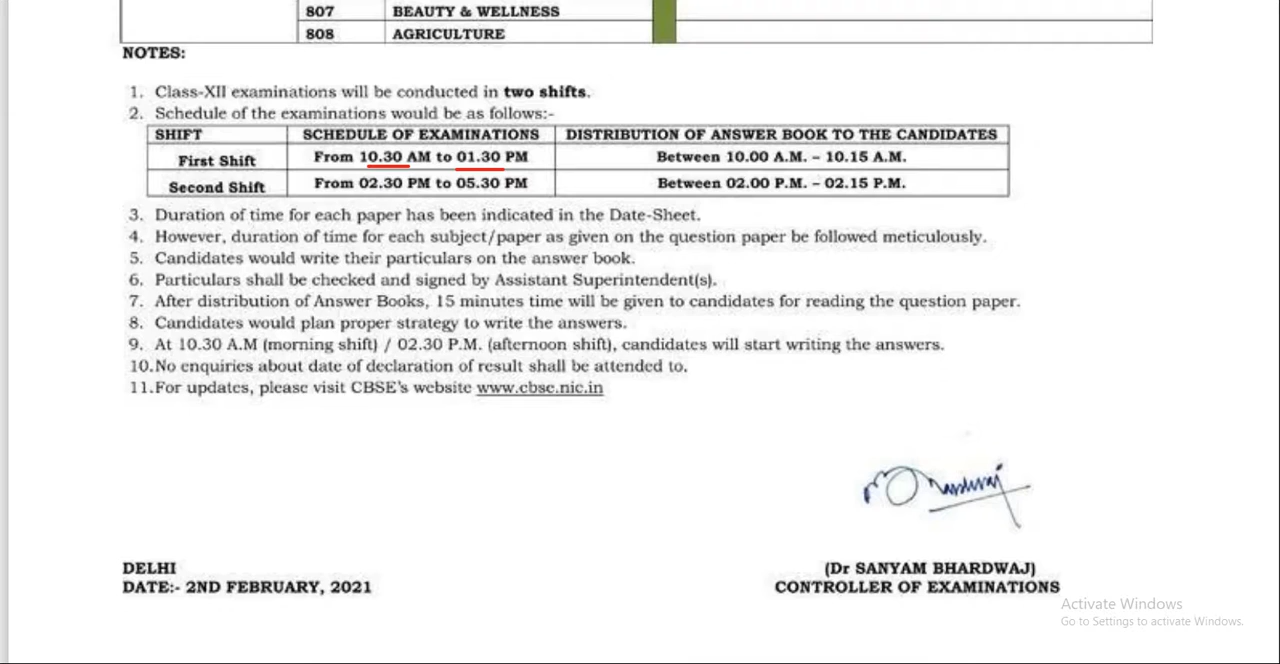 807 BEAUTY & WELLNESS
808 AGRICULTURE
NOTES:
1. Class-XII examinations will be conducted in two shifts.
2. Schedule of the examinations would be as follows:-
SHIFT SCHEDULE OF EXAMINATIONS DISTRIBUTION OF ANSWER BOOK TO THE CANDIDATES
First Shift From 10.30 AM to 01.30 PM Between 10.00 A.M. – 10.15 A.M.
Second Shift From 02.30 PM to 05.30 PM Between 02.00 P.M. – 02.15 P.M.
3. Duration of time for each paper has been indicated in the Date-Sheet.
4. However, duration of time for each subject/paper as given on the question paper be followed meticulously.
5. Candidates would write their particulars on the answer book.
6. Particulars shall be checked and signed by Assistant Superintendent(s).
7. After distribution of Answer Books, 15 minutes time will be given to candidates for reading the question paper.
8. Candidates would plan proper strategy to write the answers.
9. At 10.30 A.M (morning shift) / 02.30 P.M. (afternoon shift), candidates will start writing the answers.
10.No enquiries about date of declaration of result shall be attended to.
11.For updates, please visit CBSE's website www.cbse.nic.in
DELHI (Dr SANYAM BHARDWAJ)
DATE:- 2ND FEBRUARY, 2021 CONTROLLER OF EXAMINATIONS
Activate Windows
Go to Settings to activate Windows.